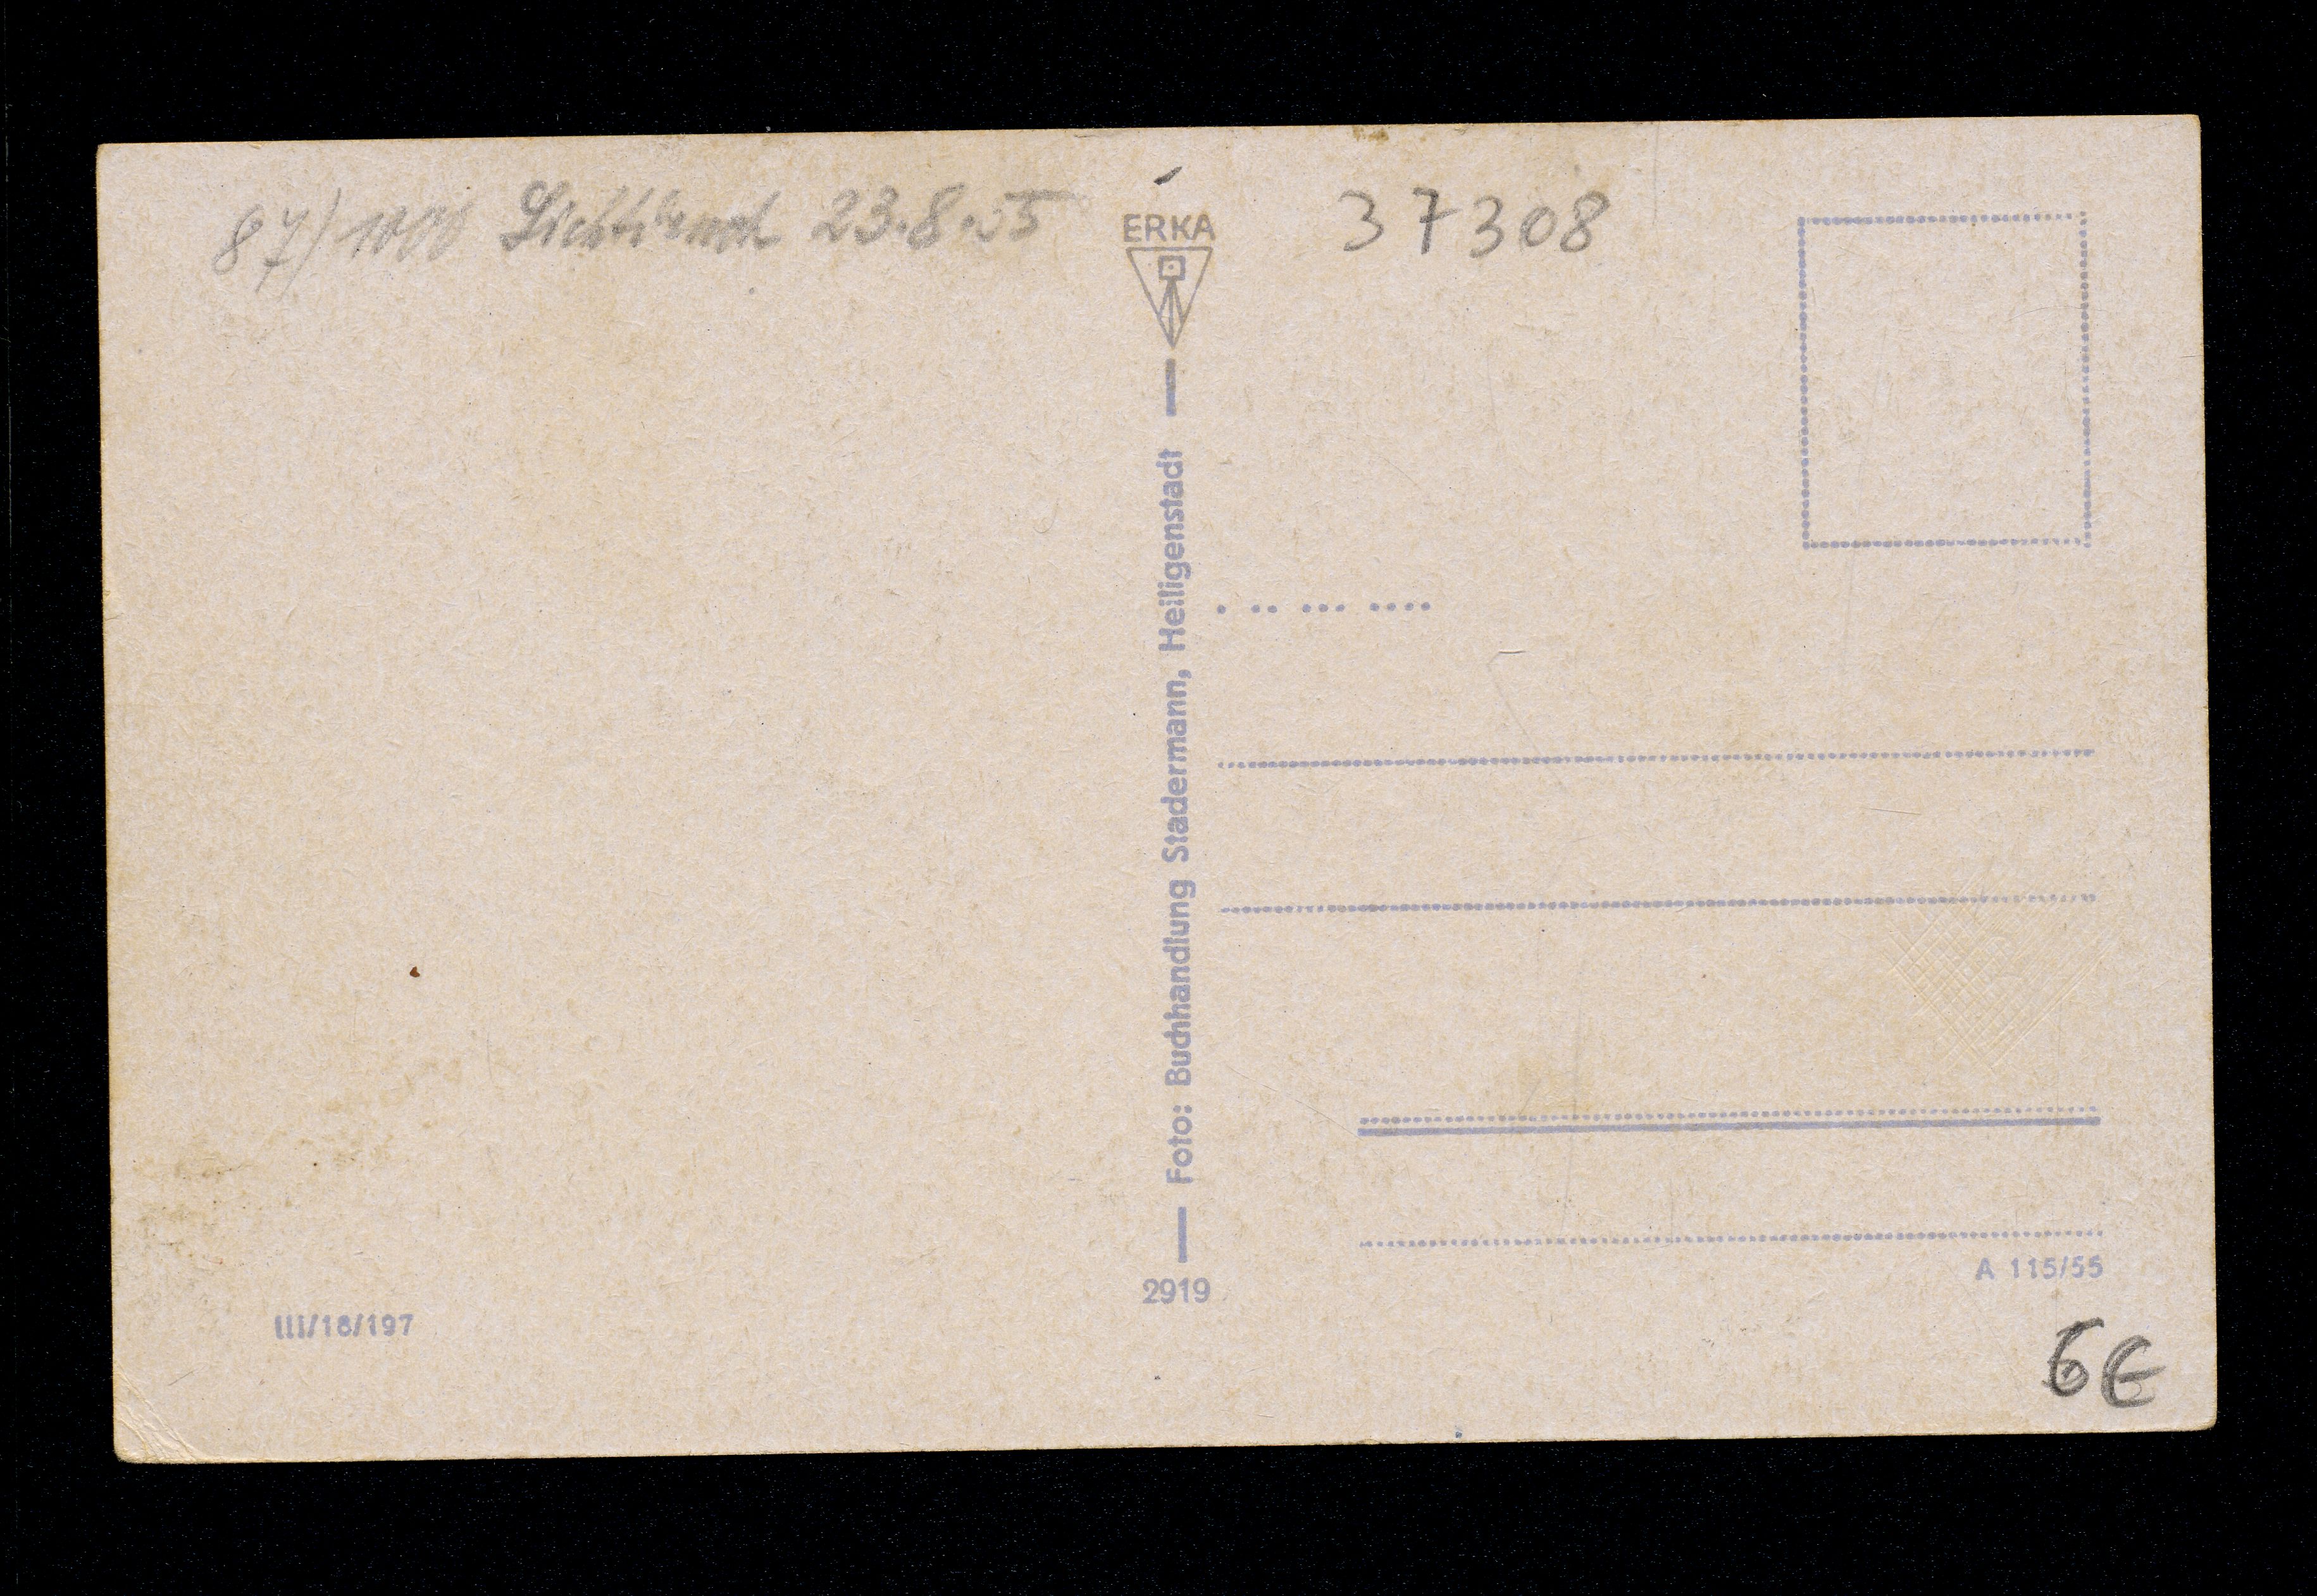 87) 1000 23.8.55
ERKA
37308
Foto: Buchhandlung Stadermann, Heiligenstadt
2919
A 115/55
III/18/197
6€